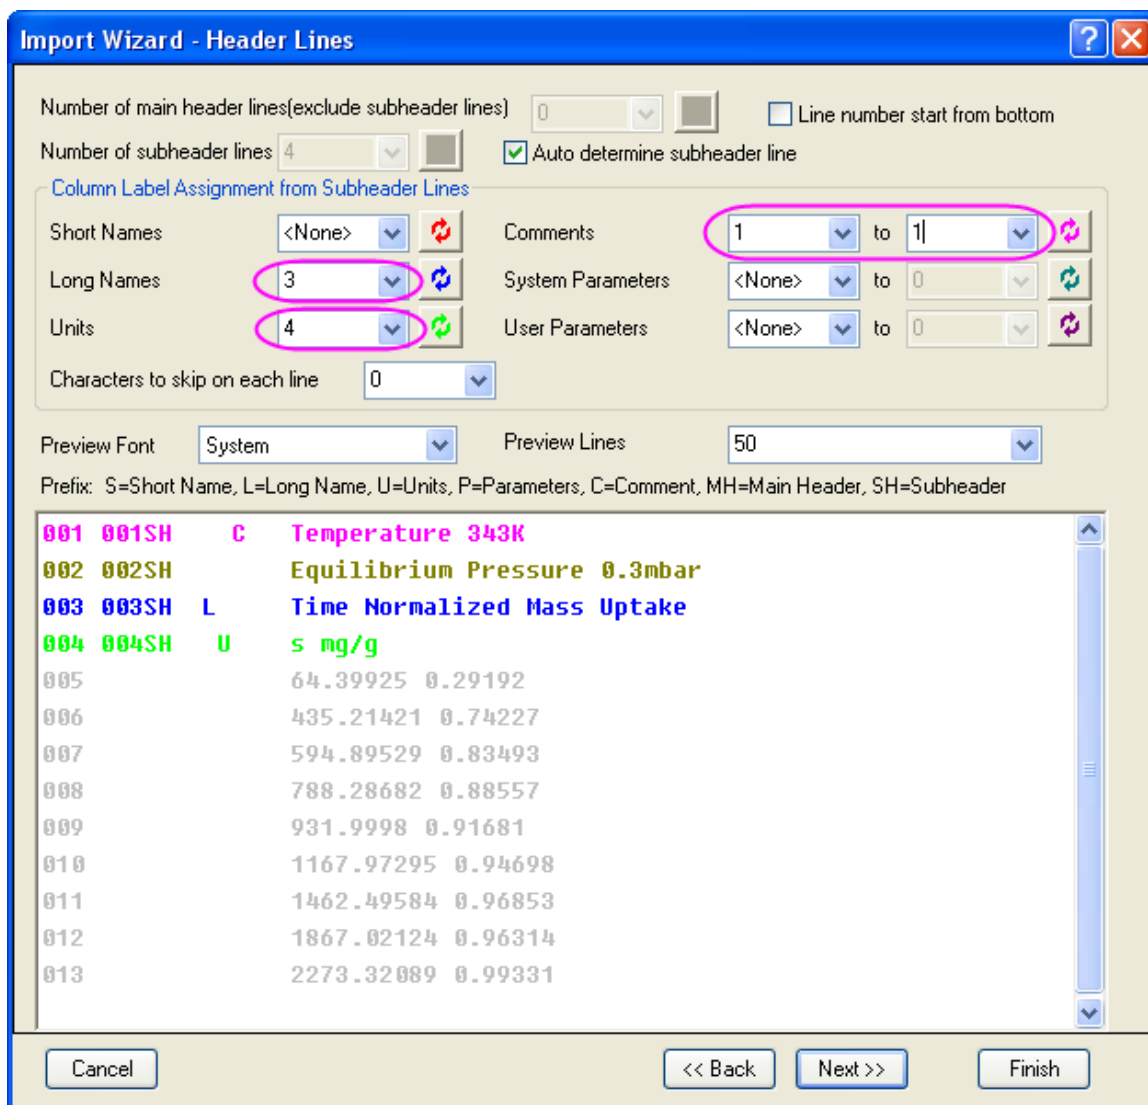 Import Wizard - Header Lines
Number of main header lines(exclude subheader lines) 0 Line number start from bottom
Number of subheader lines 4 Auto determine subheader line
Column Label Assignment from Subheader Lines
Short Names <None> Comments 1 to 1
Long Names 3 System Parameters <None> to 0
Units 4 User Parameters <None> to 0
Characters to skip on each line 0
Preview Font System Preview Lines 50
Prefix: S=Short Name, L=Long Name, U=Units, P=Parameters, C=Comment, MH=Main Header, SH=Subheader
001 001SH C Temperature 343K
002 002SH Equilibrium Pressure 0.3mbar
003 003SH L Time Normalized Mass Uptake
004 004SH U s mg/g
005 64.39925 0.29192
006 435.21421 0.74227
007 594.89529 0.83493
008 788.28682 0.88557
009 931.9998 0.91681
010 1167.97295 0.94698
011 1462.49584 0.96853
012 1867.02124 0.96314
013 2273.32089 0.99331
Cancel << Back Next >> Finish